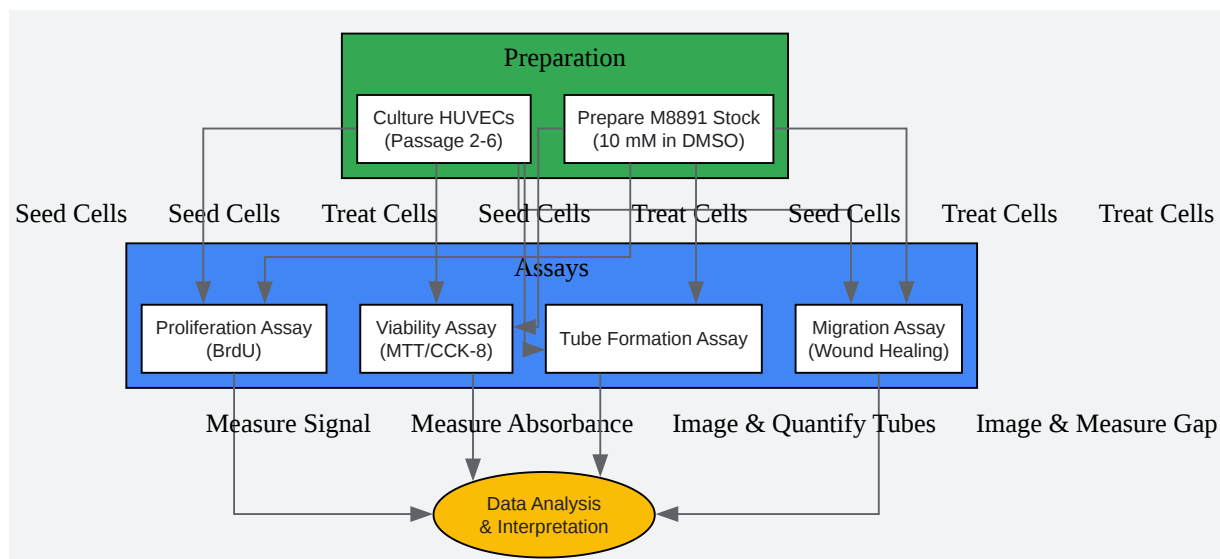 Preparation
Culture HUVECs
(Passage 2-6)
Prepare M8891 Stock
(10 mM in DMSO)
Seed Cells
Seed Cells
Treat Cells
Seed Cells
Treat Cells
Seed Cells
Treat Cells
Treat Cells
Assays
Proliferation Assay
(BrdU)
Viability Assay
(MTT/CCK-8)
Tube Formation Assay
Migration Assay
(Wound Healing)
Measure Signal
Measure Absorbance
Image & Quantify Tubes
Image & Measure Gap
Data Analysis
& Interpretation